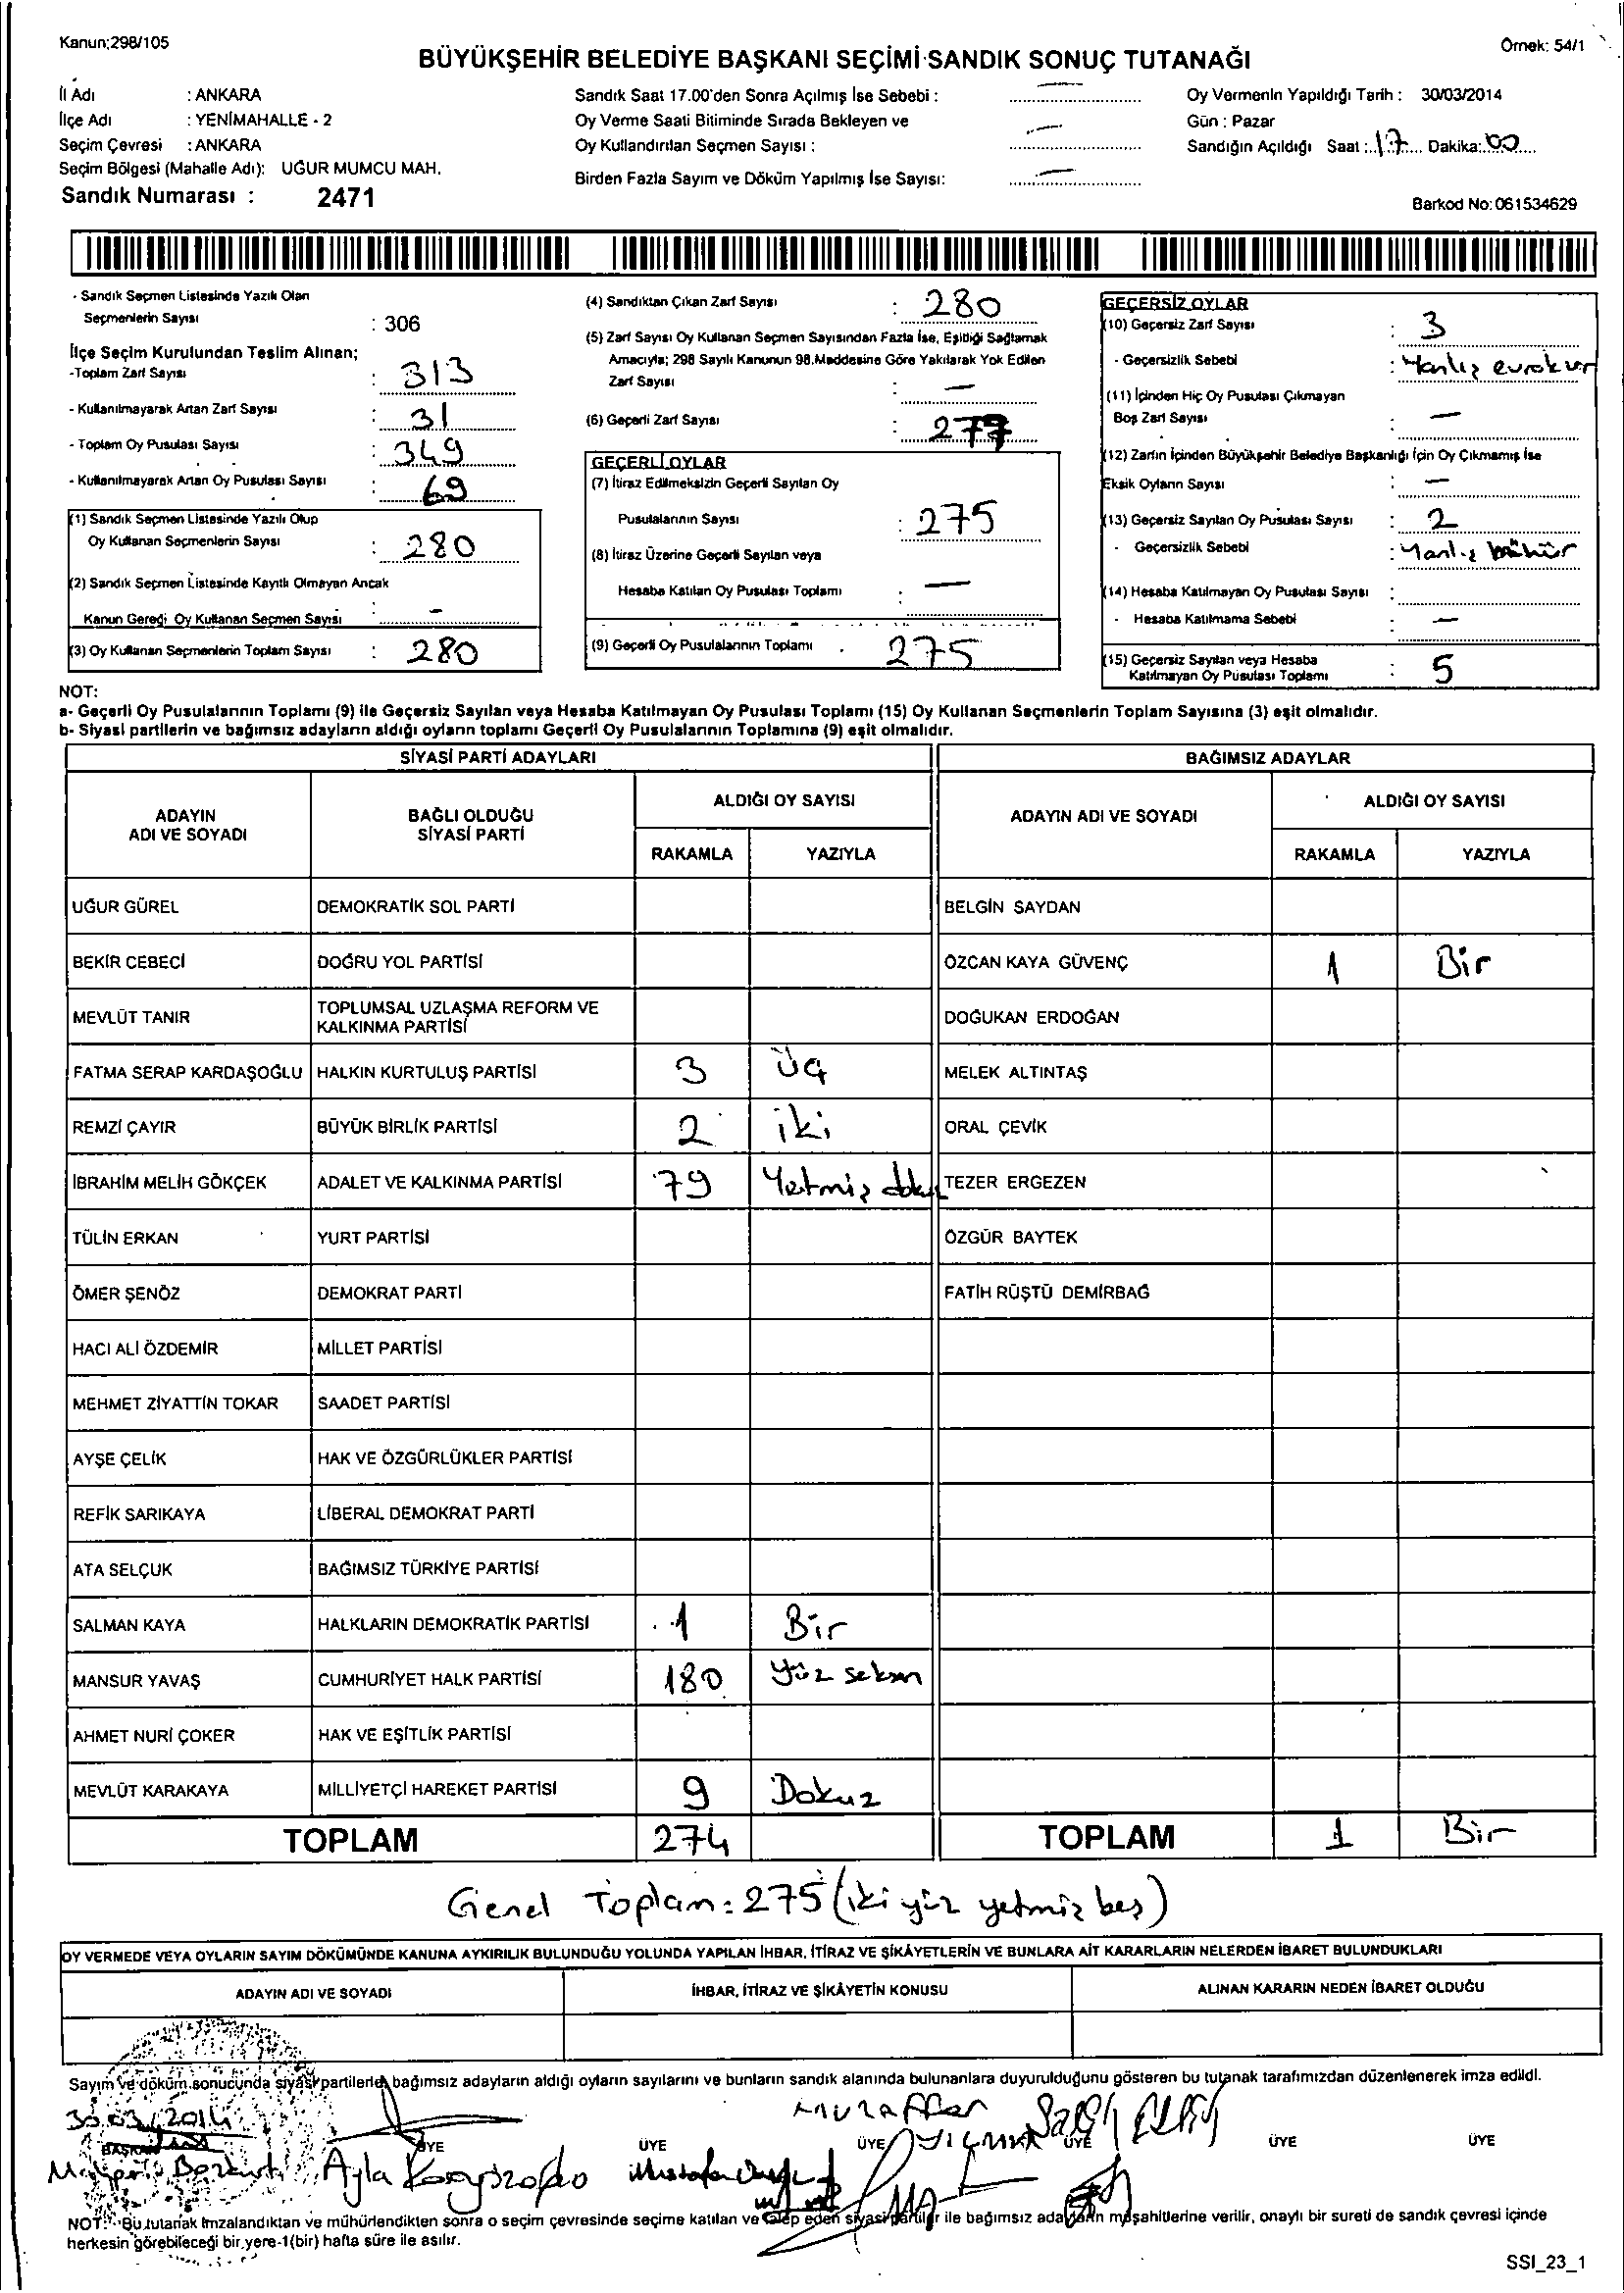 Kanun;298/105
Örnek: 54/1
BÜYÜKŞEHİR BELEDİYE BAŞKANI SEÇİMİ SANDIK SONUÇ TUTANAĞI
İl Adı : ANKARA
İlçe Adı : YENİMAHALLE - 2
Seçim Çevresi : ANKARA
Seçim Bölgesi (Mahalle Adı): UĞUR MUMCU MAH.
Sandık Numarası : 2471
Sandık Saat 17.00'den Sonra Açılmış İse Sebebi : —
Oy Verme Saati Bitiminde Sırada Bekleyen ve
Oy Kullandırılan Seçmen Sayısı : —
Birden Fazla Sayım ve Döküm Yapılmış İse Sayısı: —
Oy Vermenin Yapıldığı Tarih : 30/03/2014
Gün : Pazar
Sandığın Açıldığı Saat : 17 Dakika: 00
Barkod No: 061534629
- Sandık Seçmen Listesinde Yazılı Olan
Seçmenlerin Sayısı : 306
İlçe Seçim Kurulundan Teslim Alınan;
-Toplam Zarf Sayısı : 313
- Kullanılmayarak Artan Zarf Sayısı : 31
- Toplam Oy Pusulası Sayısı : 349
- Kullanılmayarak Artan Oy Pusulası Sayısı : 69
(1) Sandık Seçmen Listesinde Yazılı Olup
Oy Kullanan Seçmenlerin Sayısı : 280
(2) Sandık Seçmen Listesinde Kayıtlı Olmayan Ancak
Kanun Gereği Oy Kullanan Seçmen Sayısı : -
(3) Oy Kullanan Seçmenlerin Toplam Sayısı : 280
(4) Sandıktan Çıkan Zarf Sayısı : 280
(5) Zarf Sayısı Oy Kullanan Seçmen Sayısından Fazla İse, Eşitliği Sağlamak
Amacıyla; 298 Sayılı Kanunun 98.Maddesine Göre Yakılarak Yok Edilen
Zarf Sayısı : —
(6) Geçerli Zarf Sayısı : 277
GEÇERLİ OYLAR
(7) İtiraz Edilmeksizin Geçerli Sayılan Oy
Pusulalarının Sayısı : 275
(8) İtiraz Üzerine Geçerli Sayılan veya
Hesaba Katılan Oy Pusulası Toplamı : —
(9) Geçerli Oy Pusulalarının Toplamı . 275
GEÇERSİZ OYLAR
(10) Geçersiz Zarf Sayısı : 3
- Geçersizlik Sebebi : Yanlız evrak var
(11) İçinden Hiç Oy Pusulası Çıkmayan
Boş Zarf Sayısı : —
(12) Zarfın İçinden Büyükşehir Belediye Başkanlığı İçin Oy Çıkmamış İse
Eksik Oyların Sayısı : —
(13) Geçersiz Sayılan Oy Pusulası Sayısı : 2
- Geçersizlik Sebebi : Yanlız mühür
(14) Hesaba Katılmayan Oy Pusulası Sayısı :
- Hesaba Katılmama Sebebi : —
(15) Geçersiz Sayılan veya Hesaba
Katılmayan Oy Pusulası Toplamı : 5
NOT:
a- Geçerli Oy Pusulalarının Toplamı (9) ile Geçersiz Sayılan veya Hesaba Katılmayan Oy Pusulası Toplamı (15) Oy Kullanan Seçmenlerin Toplam Sayısına (3) eşit olmalıdır.
b- Siyasi partilerin ve bağımsız adayların aldığı oyların toplamı Geçerli Oy Pusulalarının Toplamına (9) eşit olmalıdır.
SİYASİ PARTİ ADAYLARI BAĞIMSIZ ADAYLAR
ADAYIN ADI VE SOYADI BAĞLI OLDUĞU SİYASİ PARTİ ALDIĞI OY SAYISI ADAYIN ADI VE SOYADI ALDIĞI OY SAYISI
RAKAMLA YAZIYLA RAKAMLA YAZIYLA
UĞUR GÜREL DEMOKRATİK SOL PARTİ BELGİN SAYDAN
BEKİR CEBECİ DOĞRU YOL PARTİSİ ÖZCAN KAYA GÜVENÇ 1 Bir
MEVLÜT TANIR TOPLUMSAL UZLAŞMA REFORM VE KALKINMA PARTİSİ DOĞUKAN ERDOĞAN
FATMA SERAP KARDAŞOĞLU HALKIN KURTULUŞ PARTİSİ 3 üç MELEK ALTINTAŞ
REMZİ ÇAYIR BÜYÜK BİRLİK PARTİSİ 2 iki ORAL ÇEVİK
İBRAHİM MELİH GÖKÇEK ADALET VE KALKINMA PARTİSİ 79 Yetmiş dokuz TEZER ERGEZEN
TÜLİN ERKAN YURT PARTİSİ ÖZGÜR BAYTEK
ÖMER ŞENÖZ DEMOKRAT PARTİ FATİH RÜŞTÜ DEMİRBAĞ
HACI ALİ ÖZDEMİR MİLLET PARTİSİ
MEHMET ZİYATTİN TOKAR SAADET PARTİSİ
AYŞE ÇELİK HAK VE ÖZGÜRLÜKLER PARTİSİ
REFİK SARIKAYA LİBERAL DEMOKRAT PARTİ
ATA SELÇUK BAĞIMSIZ TÜRKİYE PARTİSİ
SALMAN KAYA HALKLARIN DEMOKRATİK PARTİSİ 1 Bir
MANSUR YAVAŞ CUMHURİYET HALK PARTİSİ 180 Yüz seksen
AHMET NURİ ÇOKER HAK VE EŞİTLİK PARTİSİ
MEVLÜT KARAKAYA MİLLİYETÇİ HAREKET PARTİSİ 9 Dokuz
TOPLAM 274 TOPLAM 1 Bir
Genel Toplam: 275 (iki yüz yetmiş beş)
OY VERMEDE VEYA OYLARIN SAYIM DÖKÜMÜNDE KANUNA AYKIRILIK BULUNDUĞU YOLUNDA YAPILAN İHBAR, İTİRAZ VE ŞİKÂYETLERİN VE BUNLARA AİT KARARLARIN NELERDEN İBARET BULUNDUKLARI
ADAYIN ADI VE SOYADI İHBAR, İTİRAZ VE ŞİKÂYETİN KONUSU ALINAN KARARIN NEDEN İBARET OLDUĞU
Sayım ve döküm sonucunda siyasi partilerle, bağımsız adayların aldığı oyların sayılarını ve bunların sandık alanında bulunanlara duyurulduğunu gösteren bu tutanak tarafımızdan düzenlenerek imza edildi.
30.03/2014 Muzaffer
BAŞKAN ÜYE ÜYE ÜYE ÜYE ÜYE ÜYE
Bozkurt Ayla Mustafa
NOT: Bu tutanak imzalandıktan ve mühürlendikten sonra o seçim çevresinde seçime katılan ve talep eden siyasi partiler ile bağımsız adayların müşahitlerine verilir, onaylı bir sureti de sandık çevresi içinde
herkesin görebileceği bir yere-1(bir) hafta süre ile asılır.
SSI_23_1